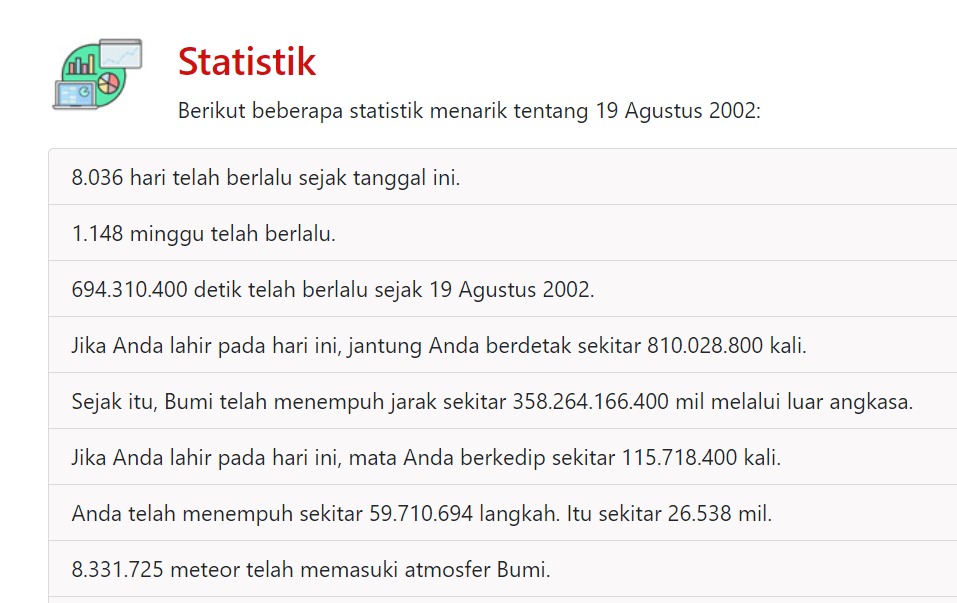 Statistik
Berikut beberapa statistik menarik tentang 19 Agustus 2002:
8.036 hari telah berlalu sejak tanggal ini.
1.148 minggu telah berlalu.
694.310.400 detik telah berlalu sejak 19 Agustus 2002.
Jika Anda lahir pada hari ini, jantung Anda berdetak sekitar 810.028.800 kali.
Sejak itu, Bumi telah menempuh jarak sekitar 358.264.166.400 mil melalui luar angkasa.
Jika Anda lahir pada hari ini, mata Anda berkedip sekitar 115.718.400 kali.
Anda telah menempuh sekitar 59.710.694 langkah. Itu sekitar 26.538 mil.
8.331.725 meteor telah memasuki atmosfer Bumi.